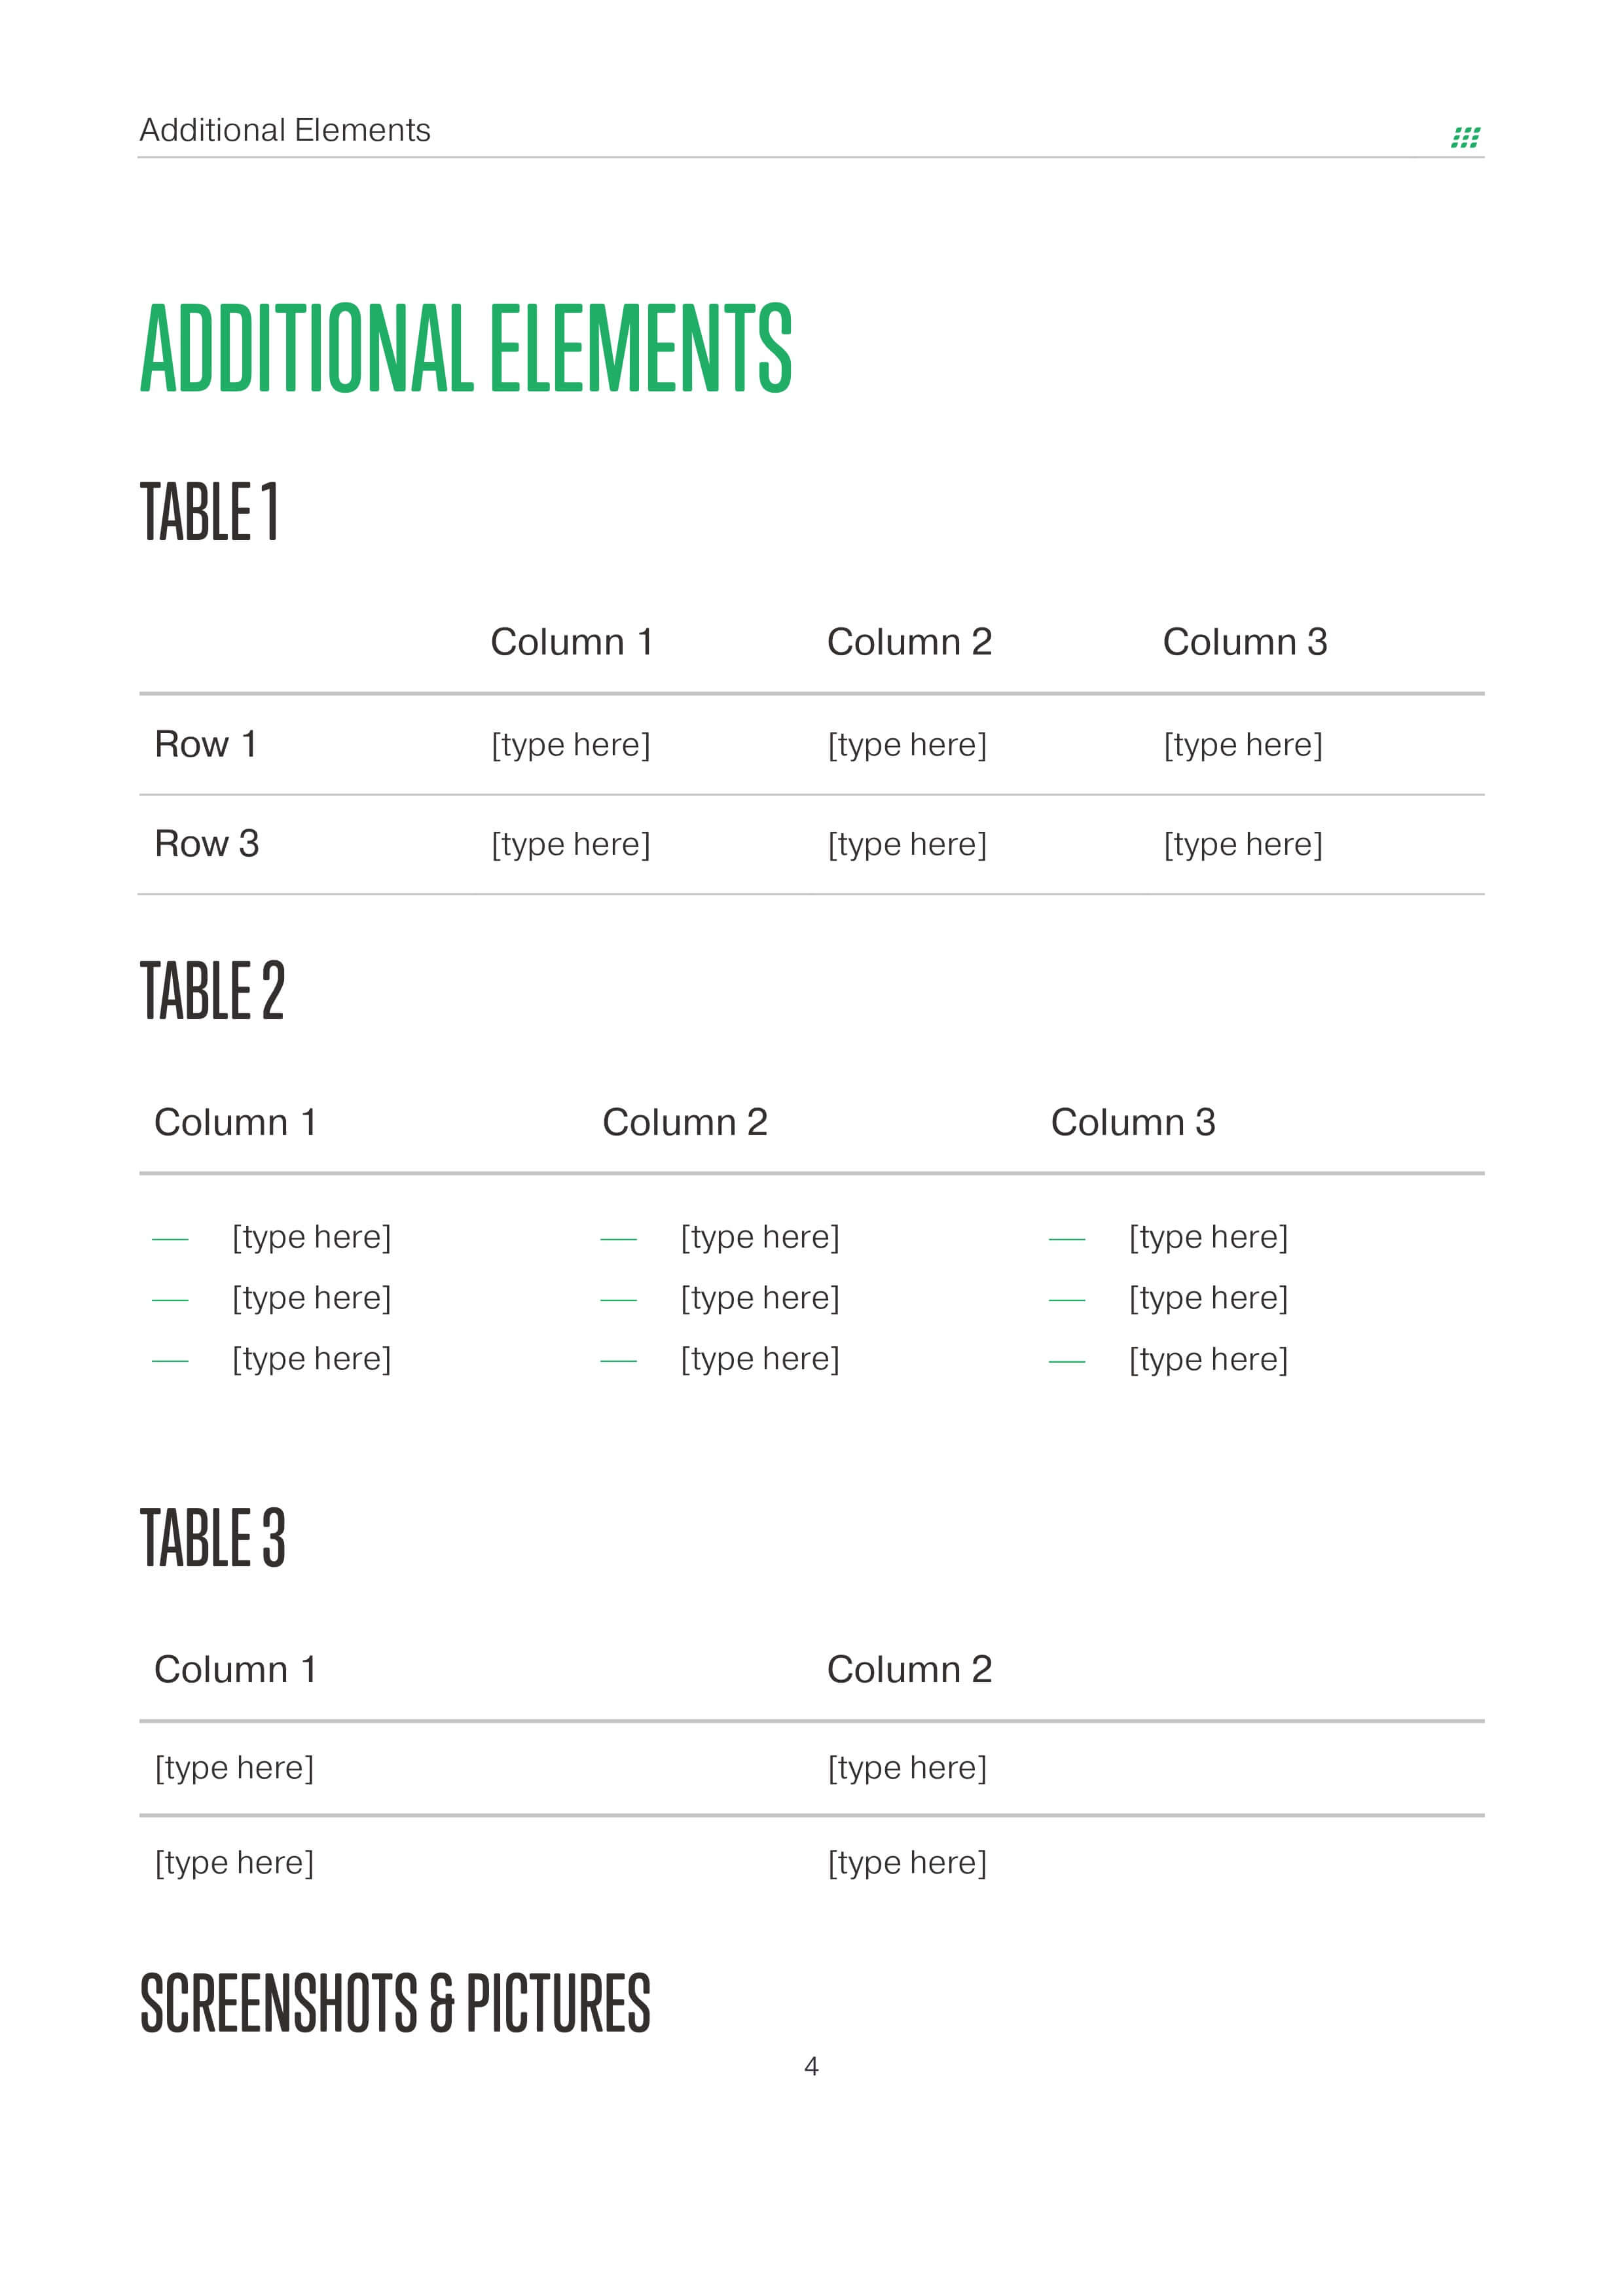 Additional Elements
ADDITIONAL ELEMENTS
TABLE 1
Column 1 Column 2 Column 3
Row 1 [type here] [type here] [type here]
Row 3 [type here] [type here] [type here]
TABLE 2
Column 1 Column 2 Column 3
— [type here] — [type here] — [type here]
— [type here] — [type here] — [type here]
— [type here] — [type here] — [type here]
TABLE 3
Column 1 Column 2
[type here] [type here]
[type here] [type here]
SCREENSHOTS & PICTURES
4